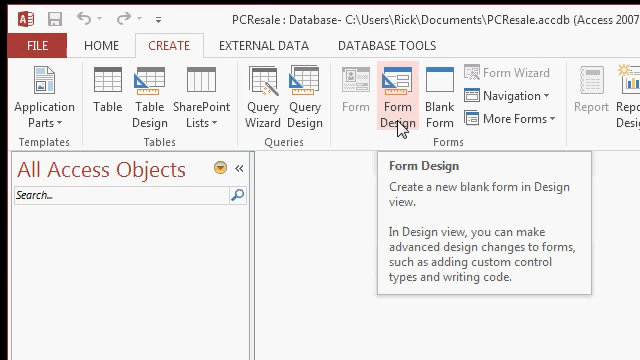 PCResale : Database- C:\Users\Rick\Documents\PCResale.accdb (Access 2007
FILE HOME CREATE EXTERNAL DATA DATABASE TOOLS
Application Parts
Table
Table Design
SharePoint Lists
Query Wizard
Query Design
Form
Form Design
Blank Form
Form Wizard
Navigation
More Forms
Report
Design
Templates Tables Queries Forms
All Access Objects
Search...
Form Design
Create a new blank form in Design
view.
In Design view, you can make
advanced design changes to forms,
such as adding custom control
types and writing code.